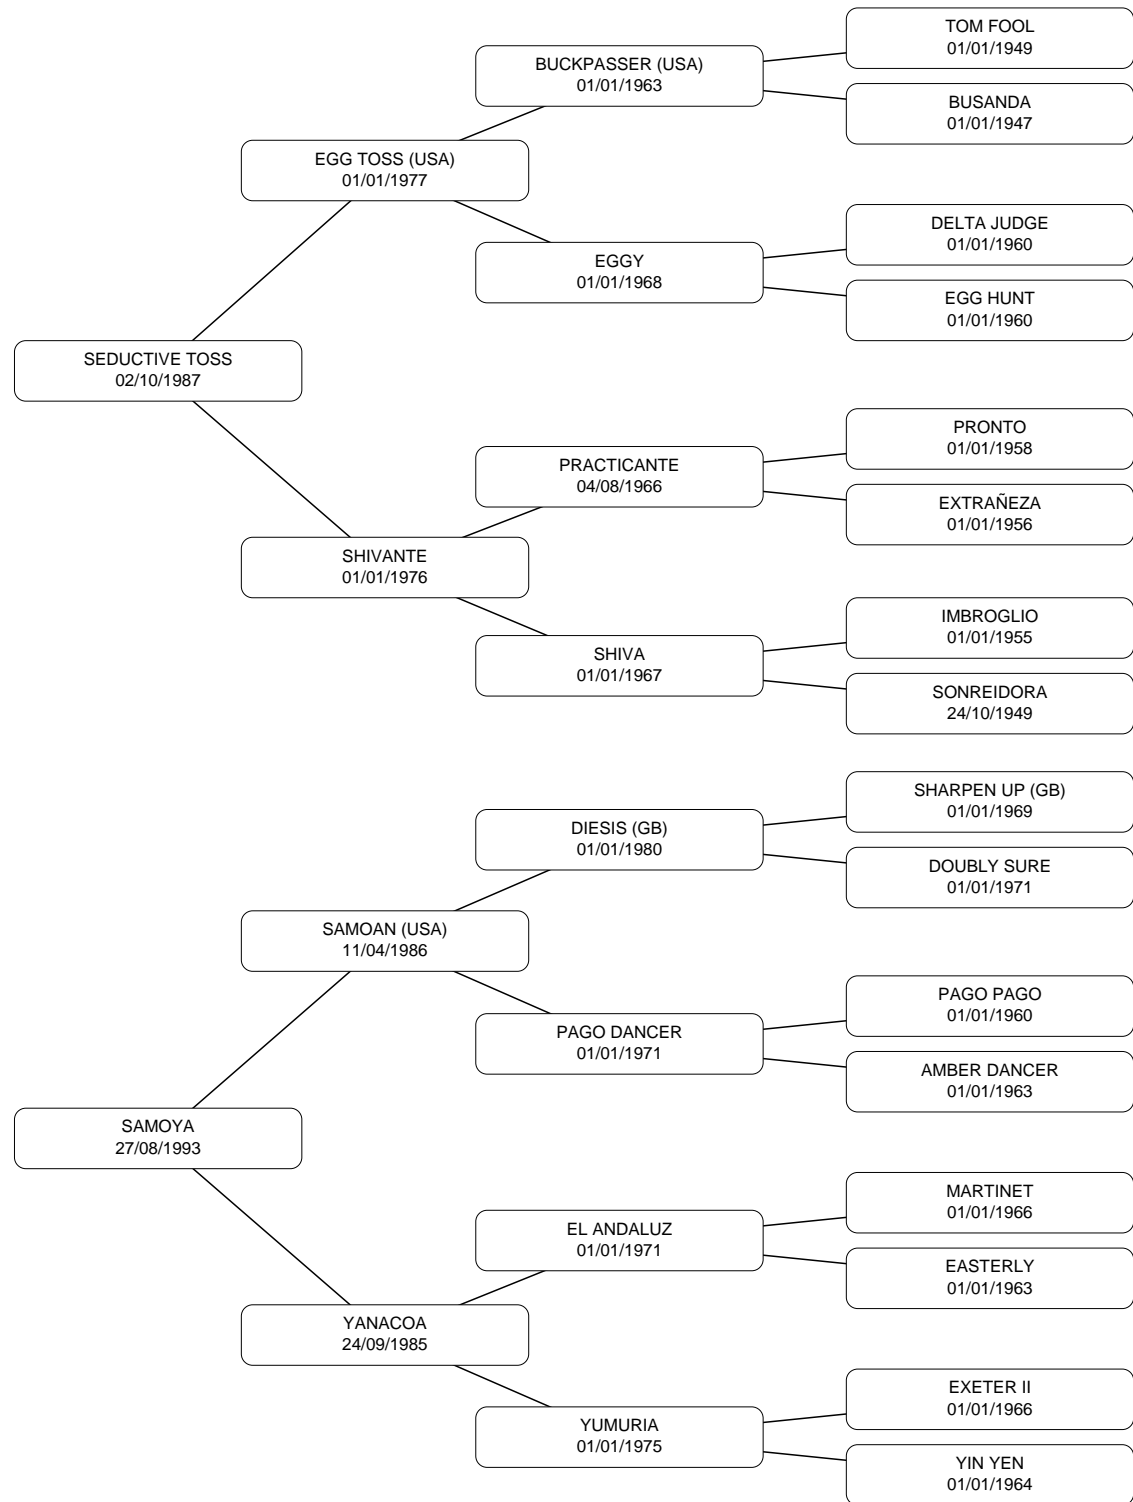 TOM FOOL
01/01/1949
BUCKPASSER (USA)
01/01/1963
BUSANDA
01/01/1947
EGG TOSS (USA)
01/01/1977
DELTA JUDGE
01/01/1960
EGGY
01/01/1968
EGG HUNT
01/01/1960
SEDUCTIVE TOSS
02/10/1987
PRONTO
01/01/1958
PRACTICANTE
04/08/1966
EXTRAÑEZA
01/01/1956
SHIVANTE
01/01/1976
IMBROGLIO
01/01/1955
SHIVA
01/01/1967
SONREIDORA
24/10/1949
SHARPEN UP (GB)
01/01/1969
DIESIS (GB)
01/01/1980
DOUBLY SURE
01/01/1971
SAMOAN (USA)
11/04/1986
PAGO PAGO
01/01/1960
PAGO DANCER
01/01/1971
AMBER DANCER
01/01/1963
SAMOYA
27/08/1993
MARTINET
01/01/1966
EL ANDALUZ
01/01/1971
EASTERLY
01/01/1963
YANACOA
24/09/1985
EXETER II
01/01/1966
YUMURIA
01/01/1975
YIN YEN
01/01/1964